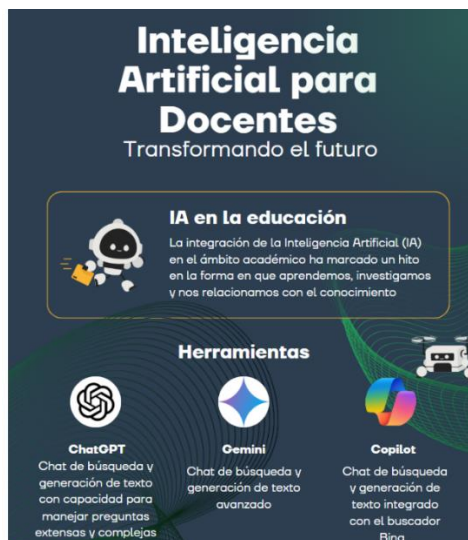 Inteligencia
Artificial para
Docentes
Transformando el futuro
IA en la educación
La integración de la Inteligencia Artificial (IA)
en el ámbito académico ha marcado un hito
en la forma en que aprendemos, investigamos
y nos relacionamos con el conocimiento
Herramientas
ChatGPT
Chat de búsqueda y
generación de texto
con capacidad para
manejar preguntas
extensas y complejas
Gemini
Chat de búsqueda y
generación de texto
avanzado
Copilot
Chat de búsqueda
y generación de
texto integrado
con el buscador
Bing